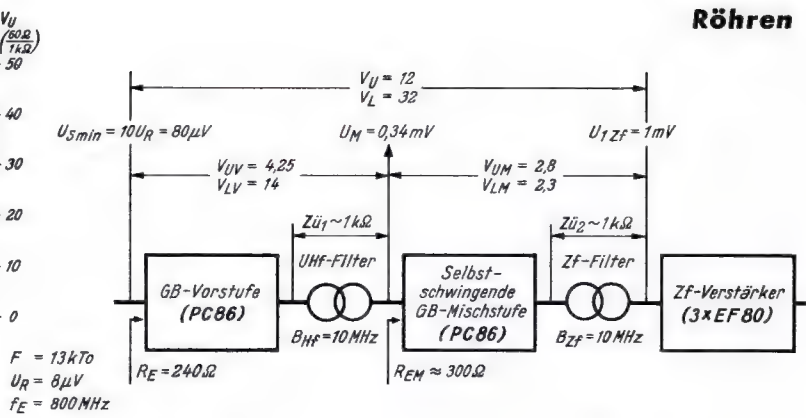 Röhren
V_U
(60Ω/1kΩ)
50
40
30
20
10
0
V_U = 12
V_L = 32
U_Smin = 10U_R = 80µV
U_M = 0,34mV
U_1Zf = 1mV
V_UV = 4,25
V_LV = 14
V_UM = 2,8
V_LM = 2,3
Zü_1 ~ 1kΩ
Zü_2 ~ 1kΩ
UHf-Filter
Zf-Filter
GB-Vorstufe
(PC86)
Selbst-
schwingende
GB-Mischstufe
(PC86)
Zf-Verstärker
(3×EF80)
B_Hf = 10MHz
B_Zf = 10MHz
R_E = 240Ω
R_EM ≈ 300Ω
F = 13kTo
U_R = 8µV
f_E = 800MHz